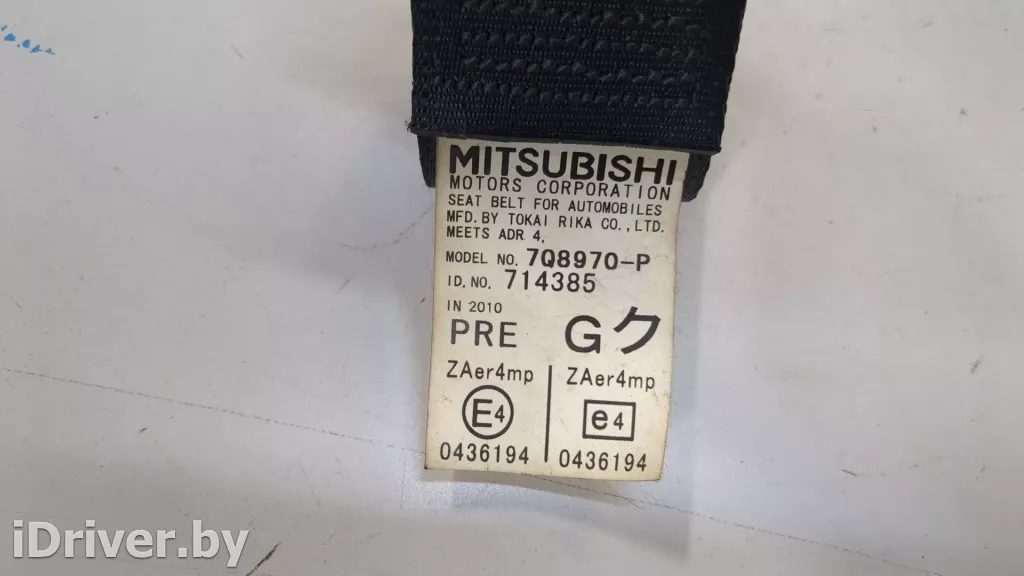 MITSUBISHI
MOTORS CORPORATION
SEAT BELT FOR AUTOMOBILES
MFD. BY TOKAI RIKA CO., LTD.
MEETS ADR 4,
MODEL NO. 7Q8970-P
ID. NO. 714385
IN 2010
PRE Gク
ZAer4mp ZAer4mp
E4 e4
0436194 0436194
iDriver.by